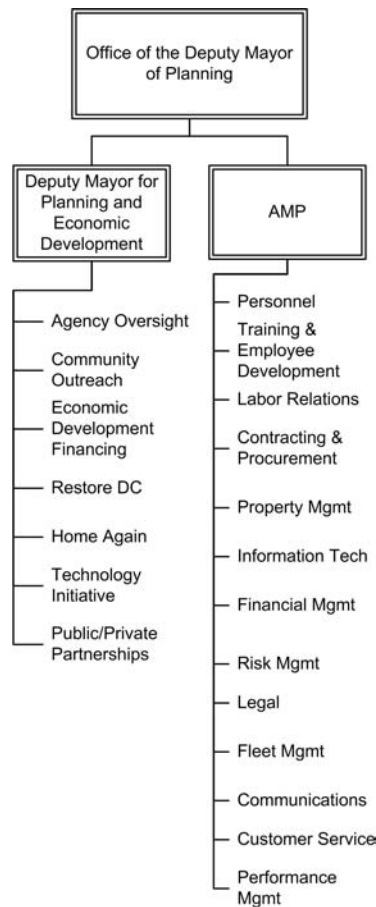 Office of the Deputy Mayor
of Planning
Deputy Mayor for
Planning and
Economic
Development
Agency Oversight
Community
Outreach
Economic
Development
Financing
Restore DC
Home Again
Technology
Initiative
Public/Private
Partnerships
AMP
Personnel
Training &
Employee
Development
Labor Relations
Contracting &
Procurement
Property Mgmt
Information Tech
Financial Mgmt
Risk Mgmt
Legal
Fleet Mgmt
Communications
Customer Service
Performance
Mgmt